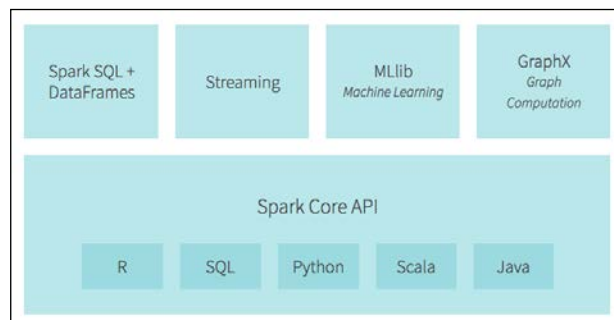 Spark SQL +
DataFrames
Streaming
MLlib
Machine Learning
GraphX
Graph
Computation
Spark Core API
R
SQL
Python
Scala
Java